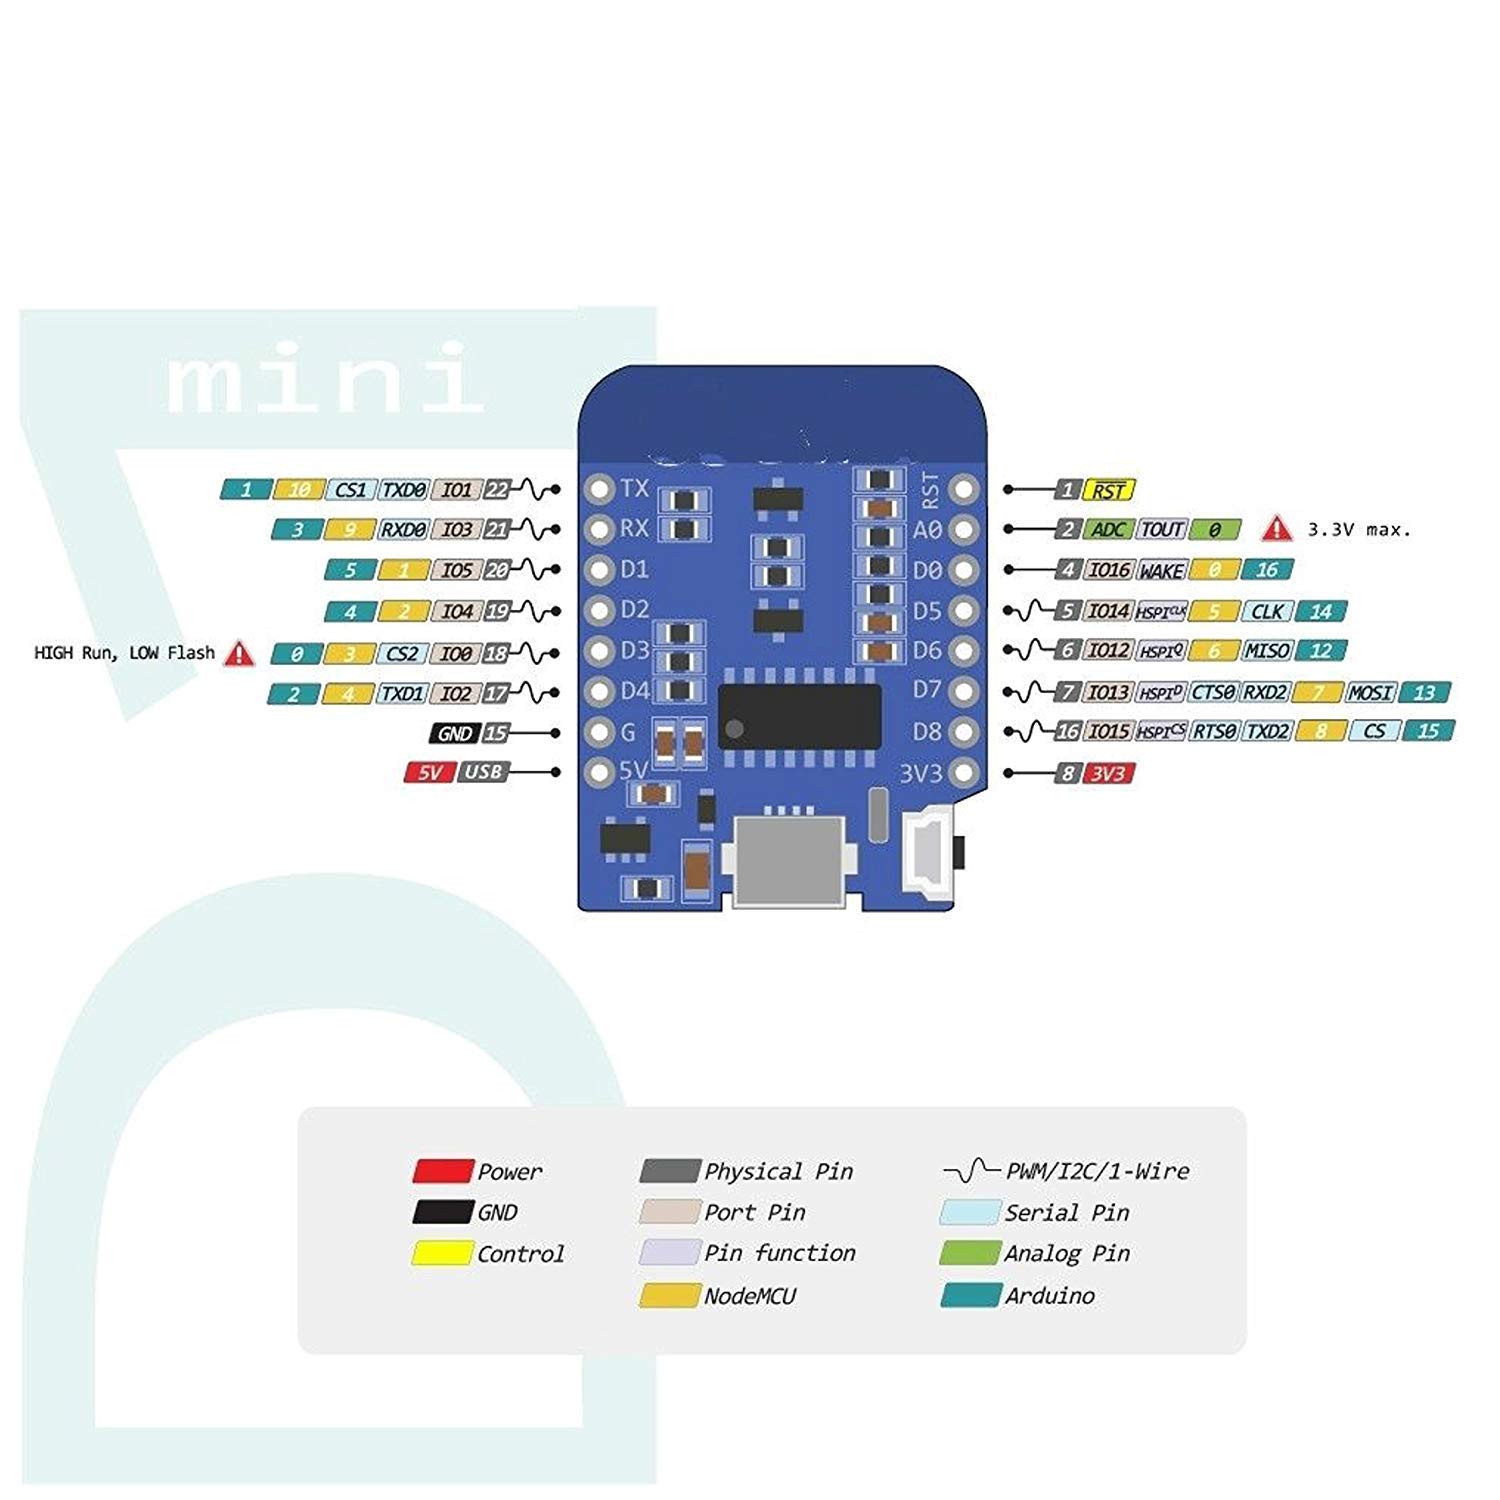 mini
1 10 CS1 TXD0 IO1 22 TX RST 1 RST
3 9 RXD0 IO3 21 RX A0 2 ADC TOUT 0 3.3V max.
5 1 IO5 20 D1 D0 4 IO16 WAKE 0 16
4 2 IO4 19 D2 D5 5 IO14 HSPICLK 5 CLK 14
HIGH Run, LOW Flash 0 3 CS2 IO0 18 D3 D6 6 IO12 HSPIQ 6 MISO 12
2 4 TXD1 IO2 17 D4 D7 7 IO13 HSPID CTS0 RXD2 7 MOSI 13
GND 15 G D8 16 IO15 HSPICS RTS0 TXD2 8 CS 15
5V USB 5V 3V3 8 3V3
D
Power Physical Pin PWM/I2C/1-Wire
GND Port Pin Serial Pin
Control Pin function Analog Pin
NodeMCU Arduino